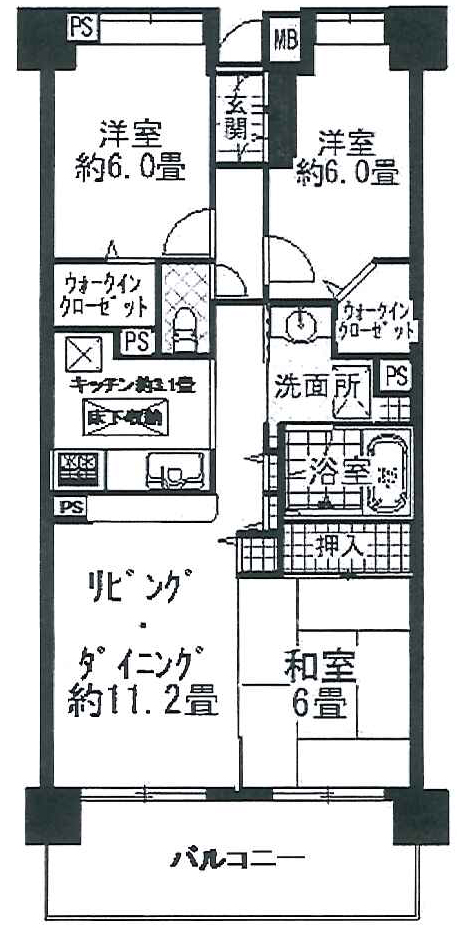 PS
MB
玄関
洋室
約6.0畳
洋室
約6.0畳
ウォークイン
クローゼット
ウォークイン
クローゼット
PS
キッチン約3.1畳
床下収納
洗面所
PS
浴室
PS
押入
リビング
・
ダイニング
約11.2畳
和室
6畳
バルコニー